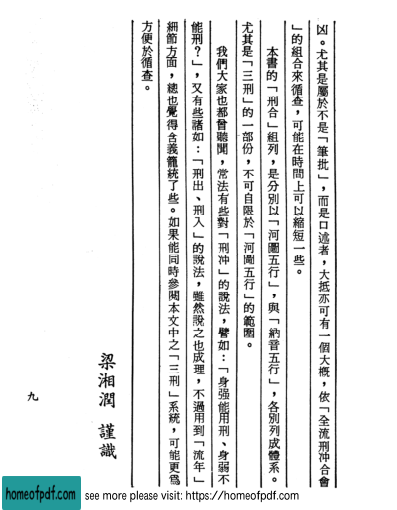 凶。尤其是屬於不是「筆批」，而是口述者，大抵亦可有一個大概，依「全流刑冲合會
」的組合來循查，可能在時間上可以縮短一些。
本書的「刑合」組列，是分別以「河圖五行」，與「納音五行」，各別列成體系。
尤其是「三刑」的一部份，不可自限於「河圖五行」的範圍。
我們大家也都曾聽聞，常法有些對「刑冲」的說法，譬如：「身强能用刑、身弱不
能刑？」，又有些諸如：「刑出、刑入」的說法，雖然說之也成理，不過用到「流年」
細節方面，總也覺得含義籠統了些。如果能同時參閱本文中之「三刑」系統，可能更爲
方便於循查。
梁湘潤 謹識
九
homeofpdf.com
see more please visit: https://homeofpdf.com